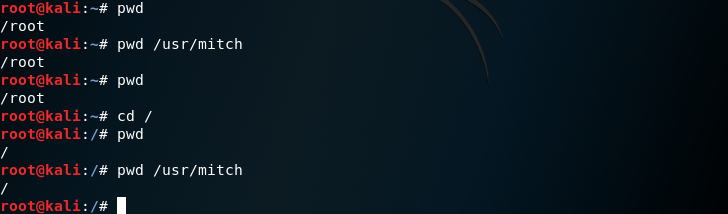 root@kali:~# pwd
/root
root@kali:~# pwd /usr/mitch
/root
root@kali:~# pwd
/root
root@kali:~# cd /
root@kali:/# pwd
/
root@kali:/# pwd /usr/mitch
/
root@kali:/#